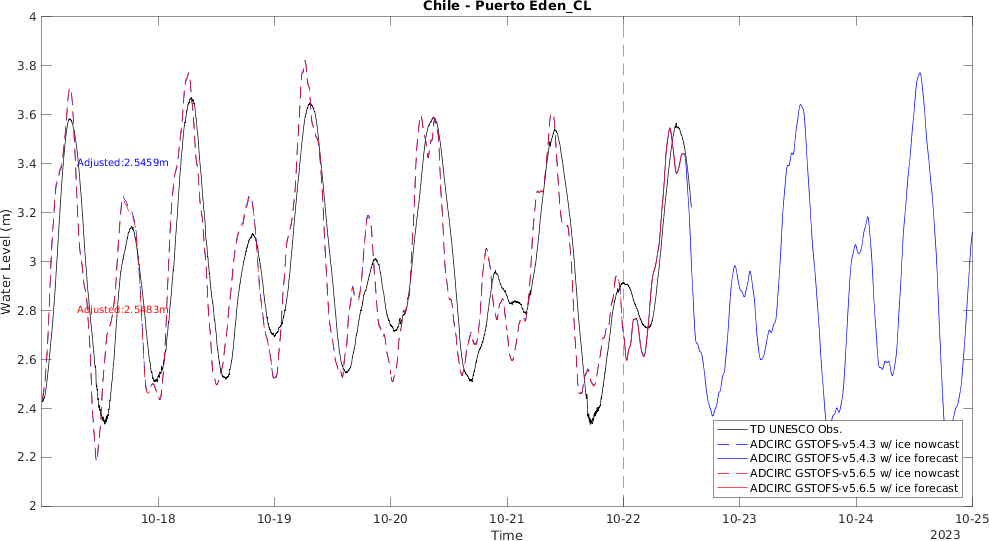 Chile - Puerto Eden_CL
4
3.8
3.6
3.4
3.2
3
2.8
2.6
2.4
2.2
2
Water Level (m)
Adjusted:2.5459m
Adjusted:2.5483m
TD UNESCO Obs.
ADCIRC GSTOFS-v5.4.3 w/ ice nowcast
ADCIRC GSTOFS-v5.4.3 w/ ice forecast
ADCIRC GSTOFS-v5.6.5 w/ ice nowcast
ADCIRC GSTOFS-v5.6.5 w/ ice forecast
10-18 10-19 10-20 10-21 10-22 10-23 10-24 10-25
Time
2023